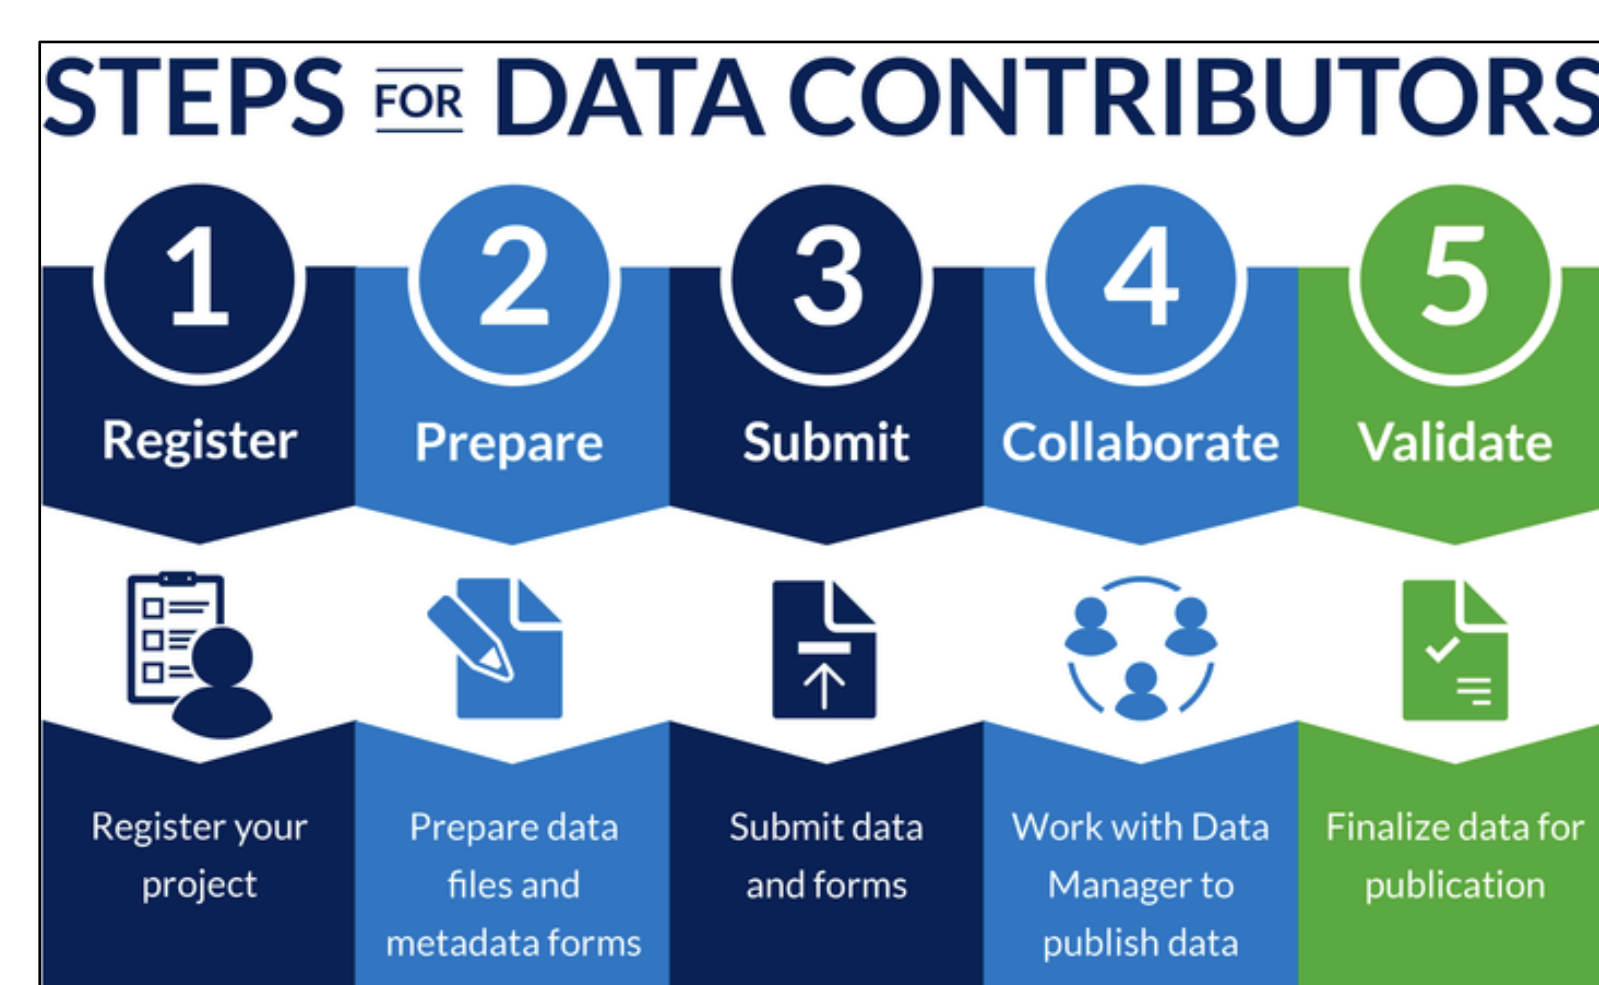 STEPS FOR DATA CONTRIBUTORS
1
Register
Register your
project
2
Prepare
Prepare data
files and
metadata forms
3
Submit
Submit data
and forms
4
Collaborate
Work with Data
Manager to
publish data
5
Validate
Finalize data for
publication